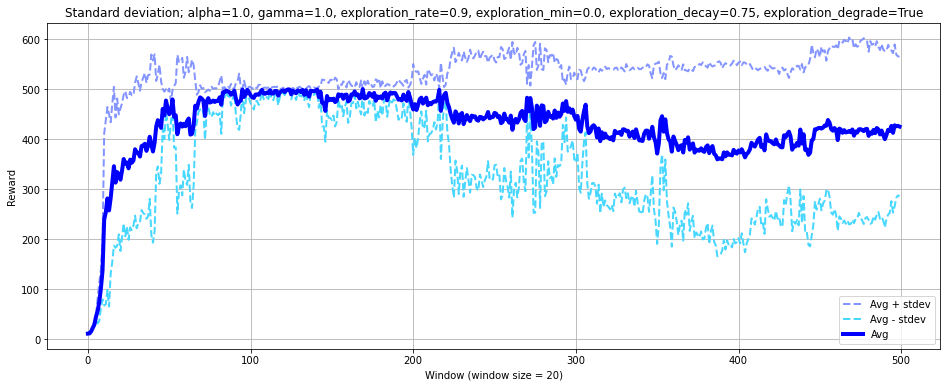 Standard deviation; alpha=1.0, gamma=1.0, exploration_rate=0.9, exploration_min=0.0, exploration_decay=0.75, exploration_degrade=True
600
500
400
300
200
100
0
Reward
0 100 200 300 400 500
Window (window size = 20)
Avg + stdev
Avg - stdev
Avg